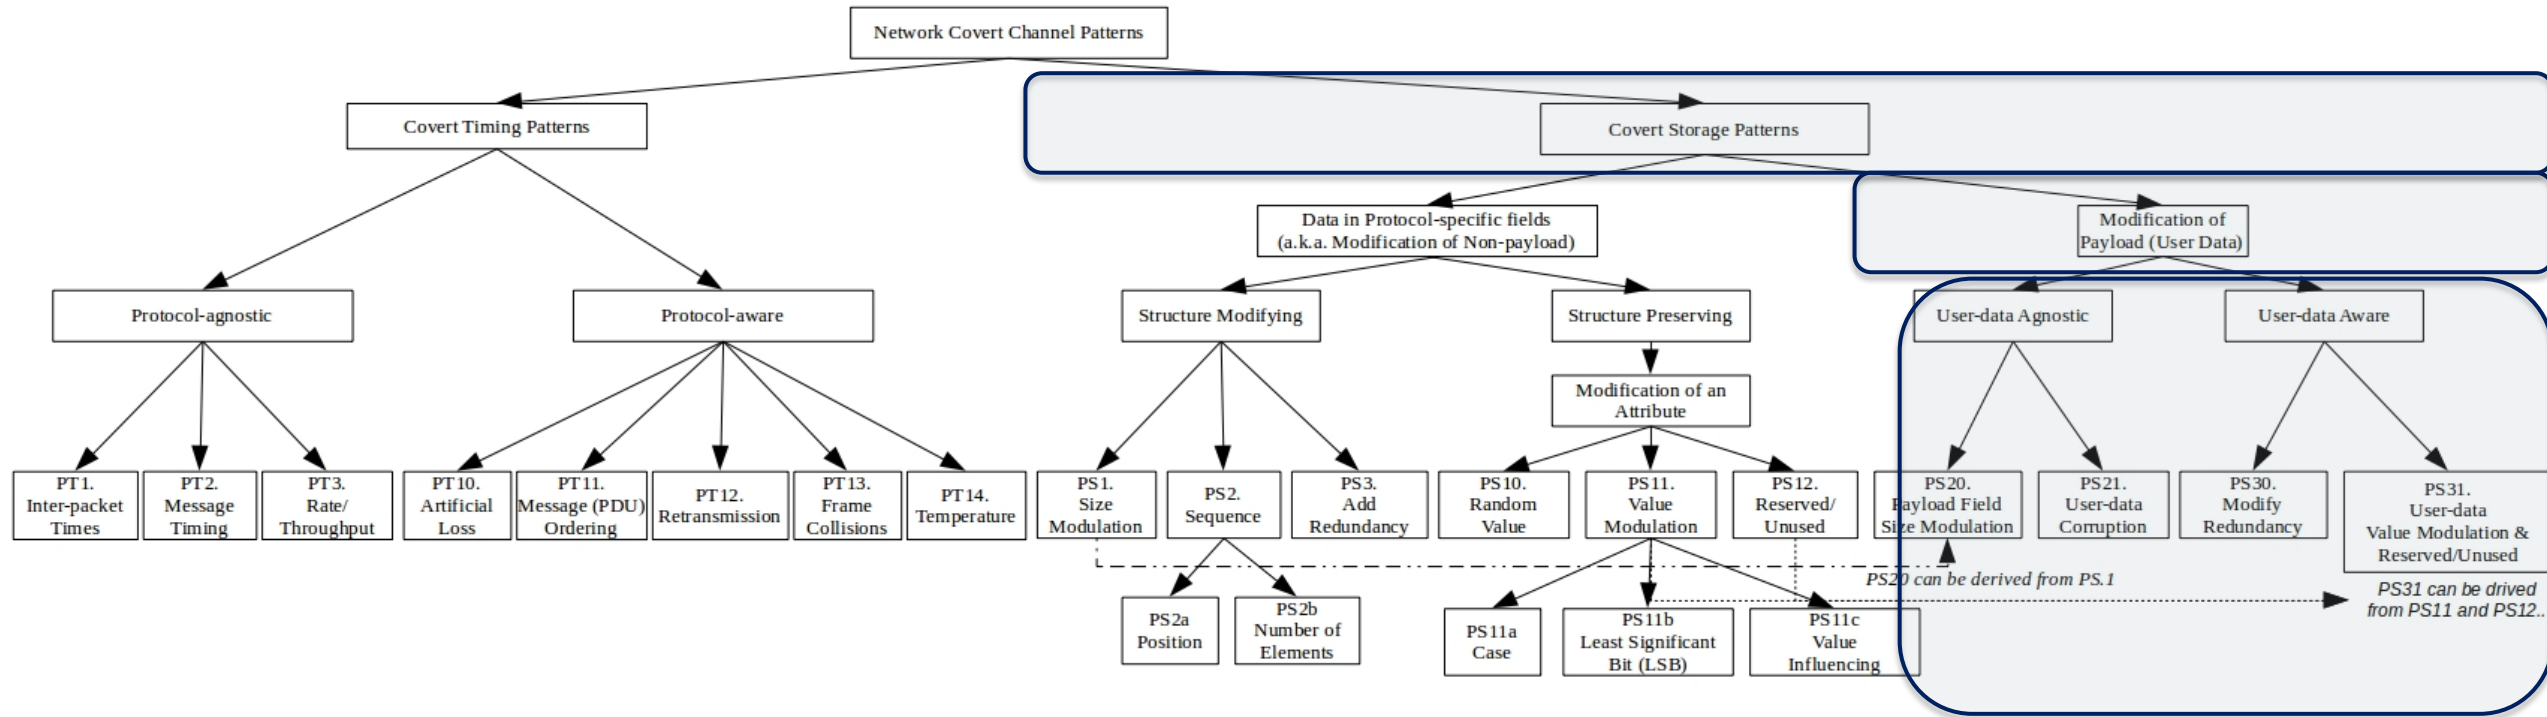 Network Covert Channel Patterns
Covert Timing Patterns
Covert Storage Patterns
Data in Protocol-specific fields
(a.k.a. Modification of Non-payload)
Modification of
Payload (User Data)
Protocol-agnostic
Protocol-aware
Structure Modifying
Structure Preserving
User-data Agnostic
User-data Aware
Modification of an
Attribute
PT1.
Inter-packet
Times
PT2.
Message
Timing
PT3.
Rate/
Throughput
PT10.
Artificial
Loss
PT11.
Message (PDU)
Ordering
PT12.
Retransmission
PT13.
Frame
Collisions
PT14.
Temperature
PS1.
Size
Modulation
PS2.
Sequence
PS3.
Add
Redundancy
PS10.
Random
Value
PS11.
Value
Modulation
PS12.
Reserved/
Unused
PS20.
Payload Field
Size Modulation
PS21.
User-data
Corruption
PS30.
Modify
Redundancy
PS31.
User-data
Value Modulation &
Reserved/Unused
PS20 can be derived from PS.1
PS31 can be drived
from PS11 and PS12..
PS2a
Position
PS2b
Number of
Elements
PS11a
Case
PS11b
Least Significant
Bit (LSB)
PS11c
Value
Influencing